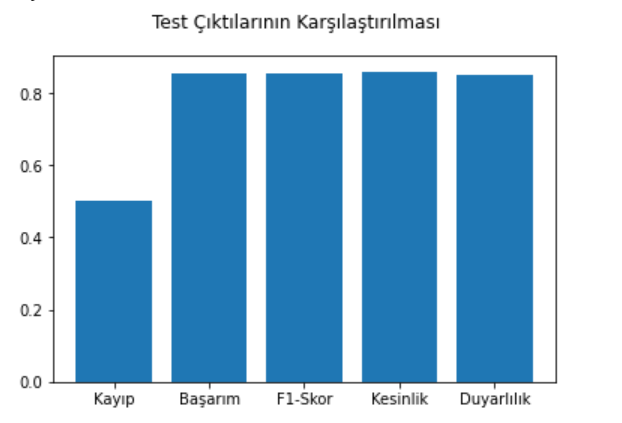 Test Çıktılarının Karşılaştırılması
0.8
0.6
0.4
0.2
0.0
Kayıp Başarım F1-Skor Kesinlik Duyarlılık